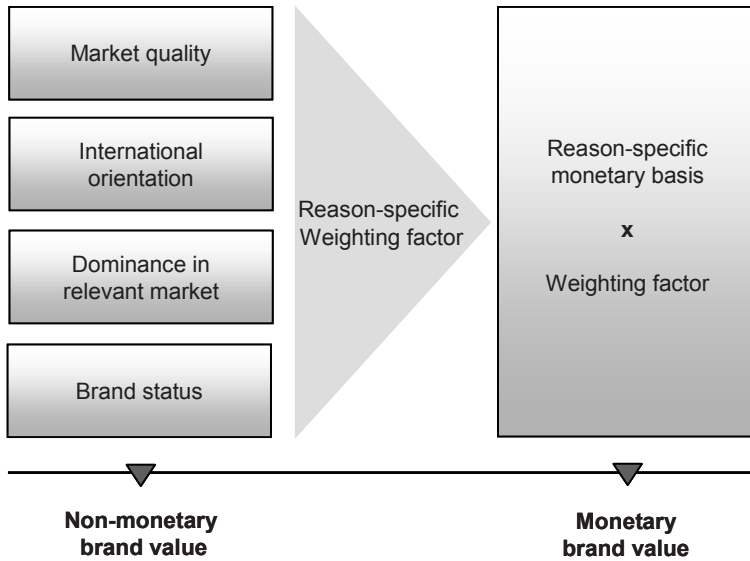 Market quality
International
orientation
Dominance in
relevant market
Brand status
Reason-specific
Weighting factor
Reason-specific
monetary basis
x
Weighting factor
Non-monetary
brand value
Monetary
brand value